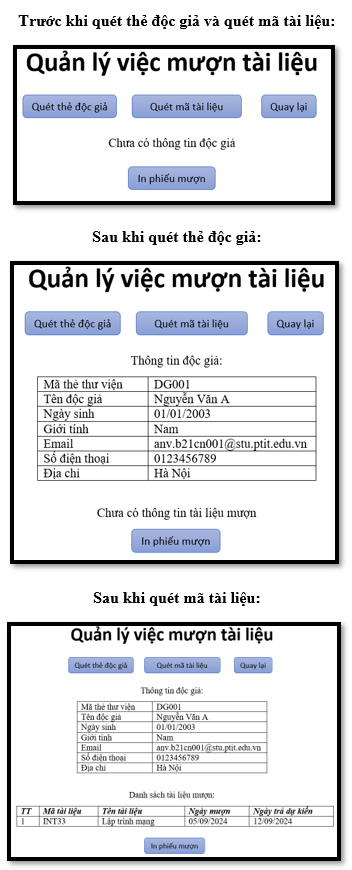 Trước khi quét thẻ độc giả và quét mã tài liệu:
Quản lý việc mượn tài liệu
Quét thẻ độc giả Quét mã tài liệu Quay lại
Chưa có thông tin độc giả
In phiếu mượn
Sau khi quét thẻ độc giả:
Quản lý việc mượn tài liệu
Quét thẻ độc giả Quét mã tài liệu Quay lại
Thông tin độc giả:
Mã thẻ thư viện DG001
Tên độc giả Nguyễn Văn A
Ngày sinh 01/01/2003
Giới tính Nam
Email anv.b21cn001@stu.ptit.edu.vn
Số điện thoại 0123456789
Địa chỉ Hà Nội
Chưa có thông tin tài liệu mượn
In phiếu mượn
Sau khi quét mã tài liệu:
Quản lý việc mượn tài liệu
Quét thẻ độc giả Quét mã tài liệu Quay lại
Thông tin độc giả:
Mã thẻ thư viện DG001
Tên độc giả Nguyễn Văn A
Ngày sinh 01/01/2003
Giới tính Nam
Email anv.b21cn001@stu.ptit.edu.vn
Số điện thoại 0123456789
Địa chỉ Hà Nội
Danh sách tài liệu mượn:
TT Mã tài liệu Tên tài liệu Ngày mượn Ngày trả dự kiến
1 INT33 Lập trình mạng 05/09/2024 12/09/2024
In phiếu mượn